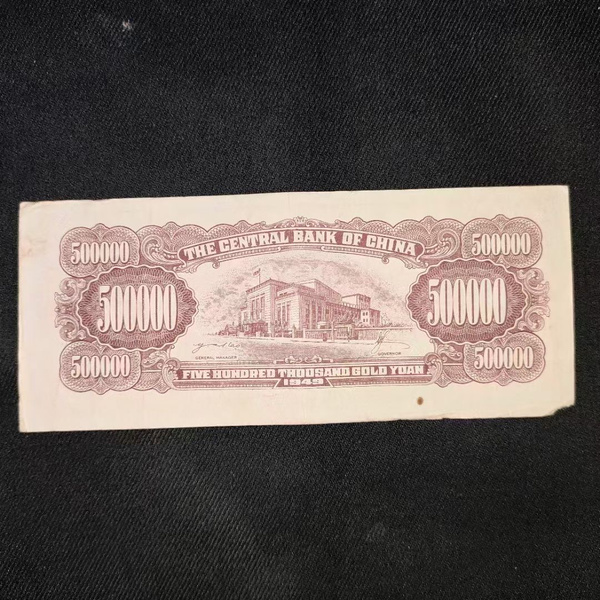 THE CENTRAL BANK OF CHINA
500000 500000
500000 500000
GENERAL MANAGER GOVERNOR
500000 500000
FIVE HUNDRED THOUSAND GOLD YUAN
1949